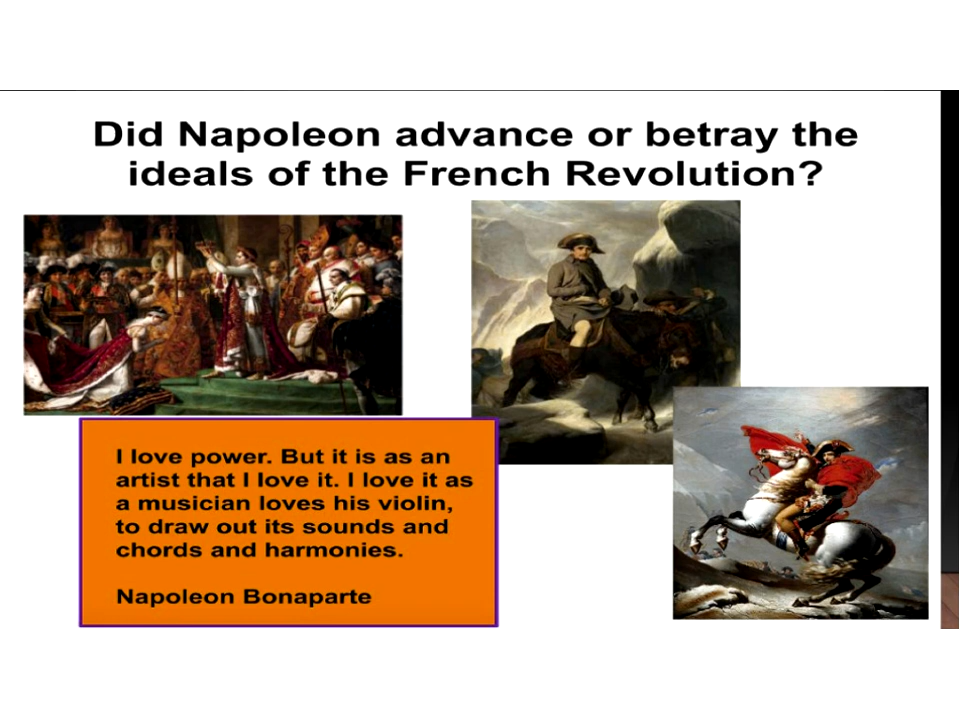 Did Napoleon advance or betray the
ideals of the French Revolution?
I love power. But it is as an
artist that I love it. I love it as
a musician loves his violin,
to draw out its sounds and
chords and harmonies.
Napoleon Bonaparte